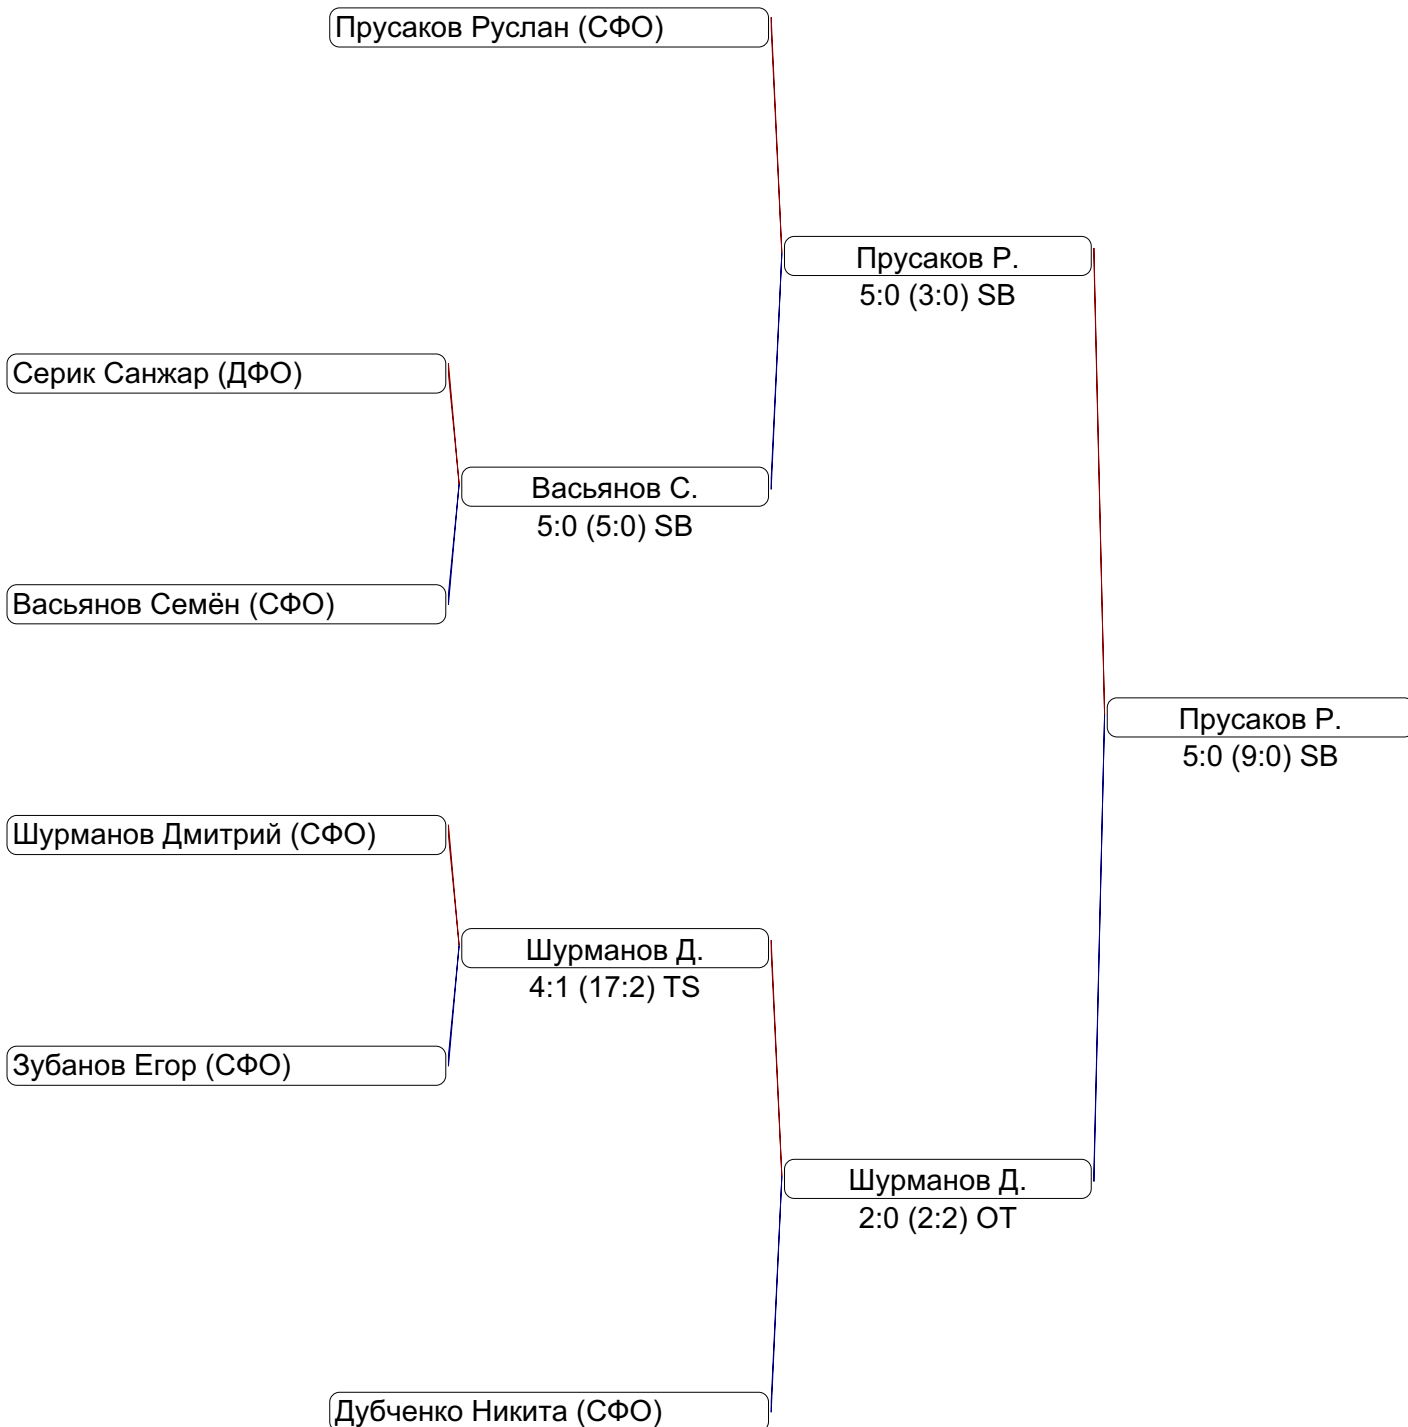 Прусаков Руслан (СФО)
Прусаков Р.
5:0 (3:0) SB
Серик Санжар (ДФО)
Васьянов С.
5:0 (5:0) SB
Васьянов Семён (СФО)
Прусаков Р.
5:0 (9:0) SB
Шурманов Дмитрий (СФО)
Шурманов Д.
4:1 (17:2) TS
Зубанов Егор (СФО)
Шурманов Д.
2:0 (2:2) OT
Дубченко Никита (СФО)